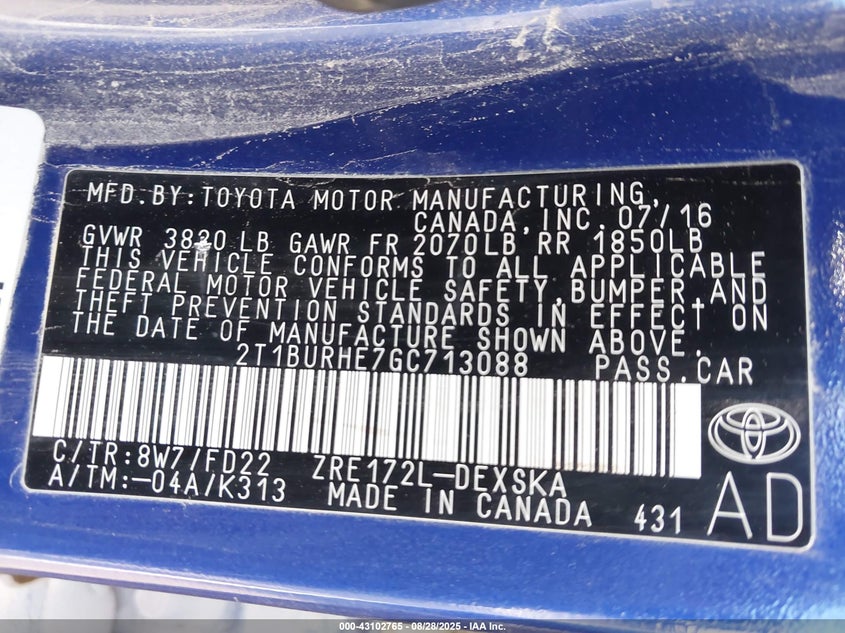 MFD.BY:TOYOTA MOTOR MANUFACTURING,
CANADA,INC. 07/16
GVWR 3820 LB GAWR FR 2070LB RR 1850LB
THIS VEHICLE CONFORMS TO ALL APPLICABLE
FEDERAL MOTOR VEHICLE SAFETY,BUMPER,AND
THEFT PREVENTION STANDARDS IN EFFECT ON
THE DATE OF MANUFACTURE SHOWN ABOVE.
2T1BURHE7GC713088 PASS.CAR
C/TR:8W7/FD22 ZRE172L-DEXSKA
A/TM:-04A/K313 MADE IN CANADA 431
AD
000-43102765 - 08/28/2025 - IAA Inc.